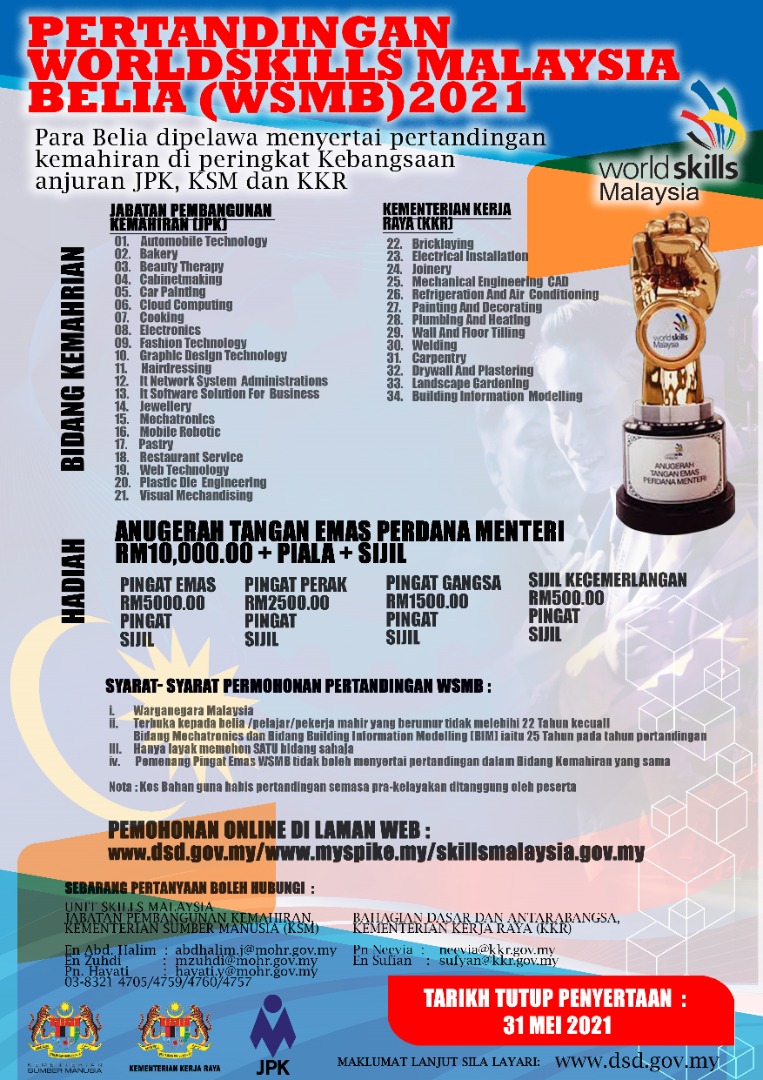 PERTANDINGAN
WORLDSKILLS MALAYSIA
BELIA (WSMB)2021
Para Belia dipelawa menyertai pertandingan
kemahiran di peringkat Kebangsaan
anjuran JPK, KSM dan KKR
worldskills
Malaysia
BIDANG KEMAHRIAN
JABATAN PEMBANGUNAN
KEMAHIRAN (JPK)
01. Automobile Technology
02. Bakery
03. Beauty Therapy
04. Cabinetmaking
05. Car Painting
06. Cloud Computing
07. Cooking
08. Electronics
09. Fashion Technology
10. Graphic Design Technology
11. Hairdressing
12. It Network System Administrations
13. It Software Solution For Business
14. Jewellery
15. Mechatronics
16. Mobile Robotic
17. Pastry
18. Restaurant Service
19. Web Technology
20. Plastic Die Engineering
21. Visual Mechandising
KEMENTERIAN KERJA
RAYA (KKR)
22. Bricklaying
23. Electrical Installation
24. Joinery
25. Mechanical Engineering CAD
26. Refrigeration And Air Conditioning
27. Painting And Decorating
28. Plumbing And Heating
29. Wall And Floor Tilling
30. Welding
31. Carpentry
32. Drywall And Plastering
33. Landscape Gardening
34. Building Information Modelling
worldskills
Malaysia
ANUGERAH
TANGAN EMAS
PERDANA MENTERI
HADIAH
ANUGERAH TANGAN EMAS PERDANA MENTERI
RM10,000.00 + PIALA + SIJIL
PINGAT EMAS
RM5000.00
PINGAT
SIJIL
PINGAT PERAK
RM2500.00
PINGAT
SIJIL
PINGAT GANGSA
RM1500.00
PINGAT
SIJIL
SIJIL KECEMERLANGAN
RM500.00
PINGAT
SIJIL
SYARAT- SYARAT PERMOHONAN PERTANDINGAN WSMB :
i. Warganegara Malaysia
ii. Terbuka kepada belia /pelajar/pekerja mahir yang berumur tidak melebihi 22 Tahun kecuali
Bidang Mechatronics dan Bidang Building Information Modelling (BIM) iaitu 25 Tahun pada tahun pertandingan
III. Hanya layak memohon SATU bidang sahaja
iv. Pemenang Pingat Emas WSMB tidak boleh menyertai pertandingan dalam Bidang Kemahiran yang sama
Nota : Kos Bahan guna habis pertandingan semasa pra-kelayakan ditanggung oleh peserta
PEMOHONAN ONLINE DI LAMAN WEB :
www.dsd.gov.my/www.myspike.my/skillsmalaysia.gov.my
SEBARANG PERTANYAAN BOLEH HUBUNGI :
UNIT SKILLS MALAYSIA
JABATAN PEMBANGUNAN KEMAHIRAN,
KEMENTERIAN SUMBER MANUSIA (KSM)
En Abd. Halim : abdhalim.j@mohr.gov.my
En Zuhdi : mzuhdi@mohr.gov.my
Pn. Hayati : hayati.y@mohr.gov.my
03-8321 4705/4759/4760/4757
BAHAGIAN DASAR DAN ANTARABANGSA,
KEMENTERIAN KERJA RAYA (KKR)
Pn Neevia : neevia@kkr.gov.my
En Sufian : sufyan@kkr.gov.my
TARIKH TUTUP PENYERTAAN :
31 MEI 2021
KEMENTERIAN
SUMBER MANUSIA
KEMENTERIAN KERJA RAYA
JPK
MAKLUMAT LANJUT SILA LAYARI: www.dsd.gov.my